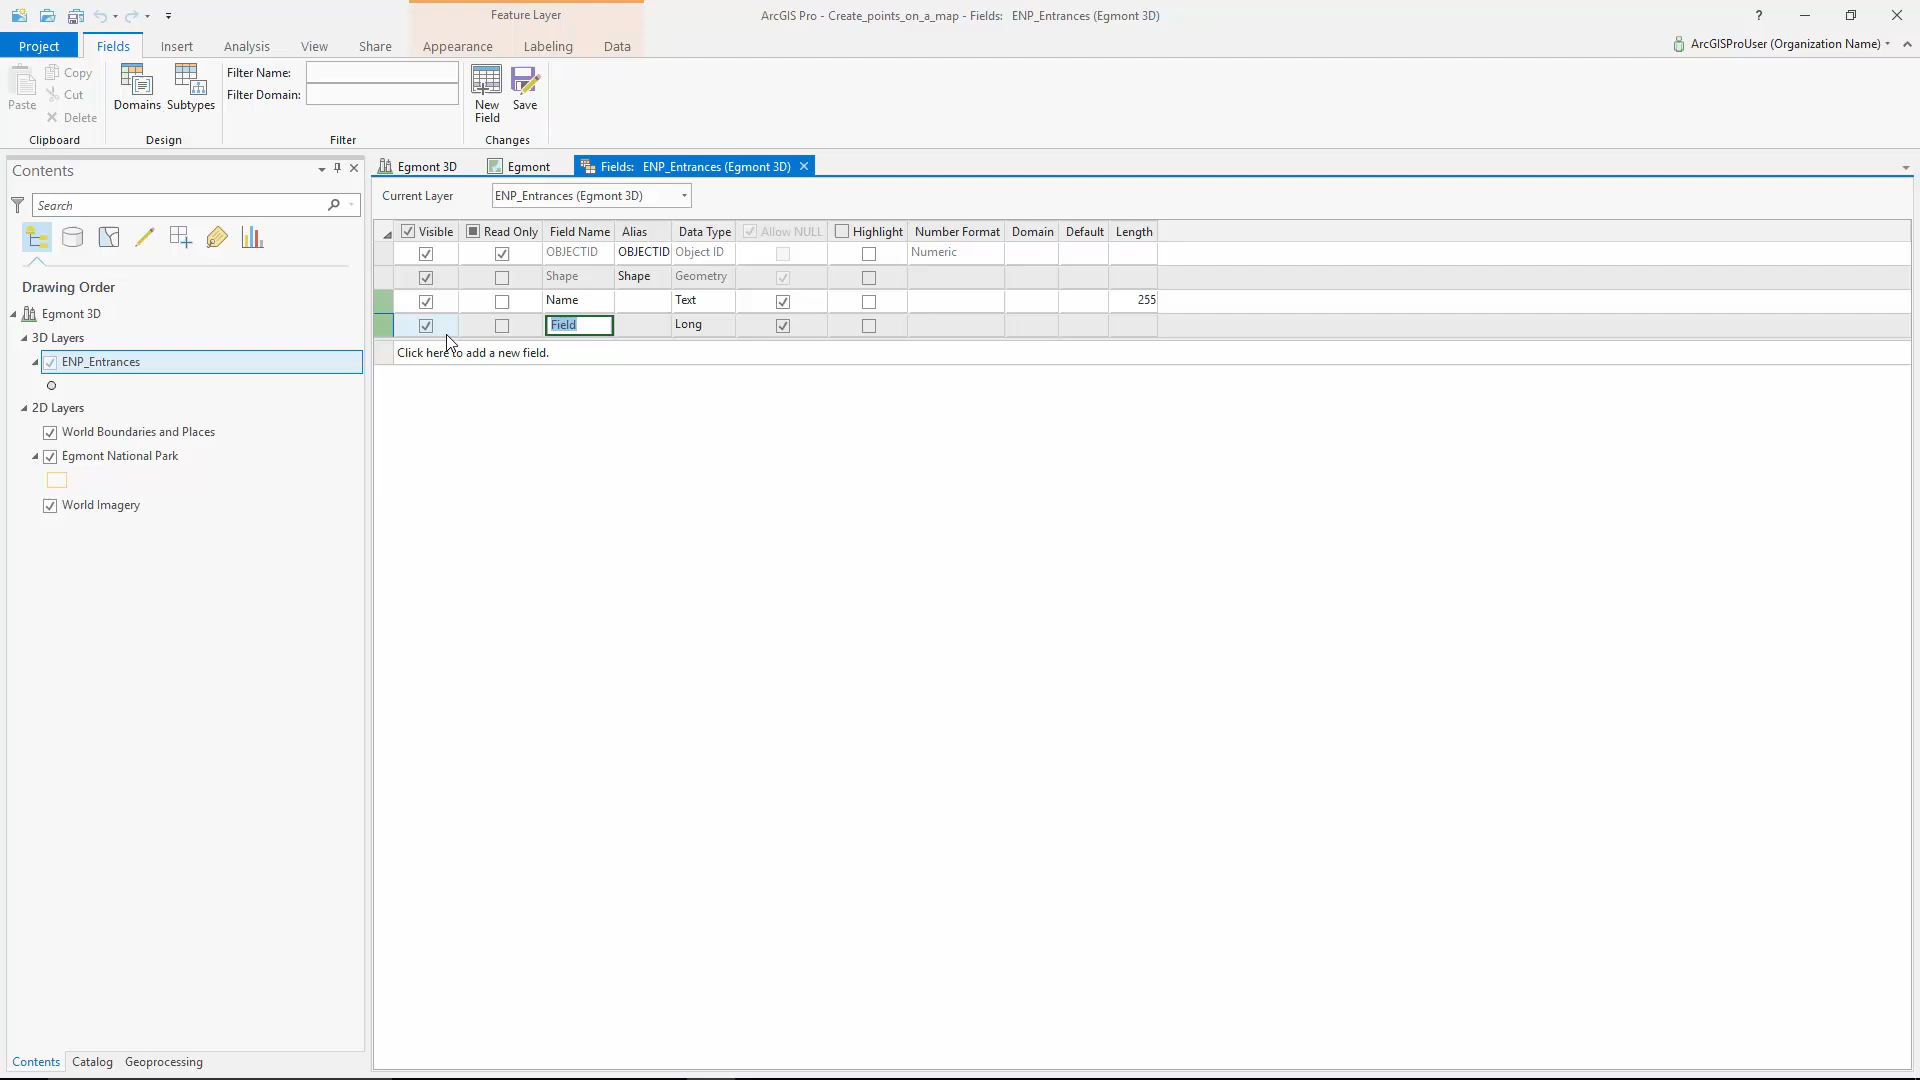 Feature Layer
ArcGIS Pro - Create_points_on_a_map - Fields: ENP_Entrances (Egmont 3D)
?
Project
Fields
Insert
Analysis
View
Share
Appearance
Labeling
Data
ArcGISProUser (Organization Name)
Paste
Copy
Cut
Delete
Clipboard
Domains
Subtypes
Design
Filter Name:
Filter Domain:
Filter
New
Field
Save
Changes
Contents
Search
Drawing Order
Egmont 3D
3D Layers
ENP_Entrances
2D Layers
World Boundaries and Places
Egmont National Park
World Imagery
Contents Catalog Geoprocessing
Egmont 3D
Egmont
Fields: ENP_Entrances (Egmont 3D)
Current Layer
ENP_Entrances (Egmont 3D)
Visible Read Only Field Name Alias Data Type Allow NULL Highlight Number Format Domain Default Length
OBJECTID OBJECTID Object ID Numeric
Shape Shape Geometry
Name Text 255
Field Long
Click here to add a new field.